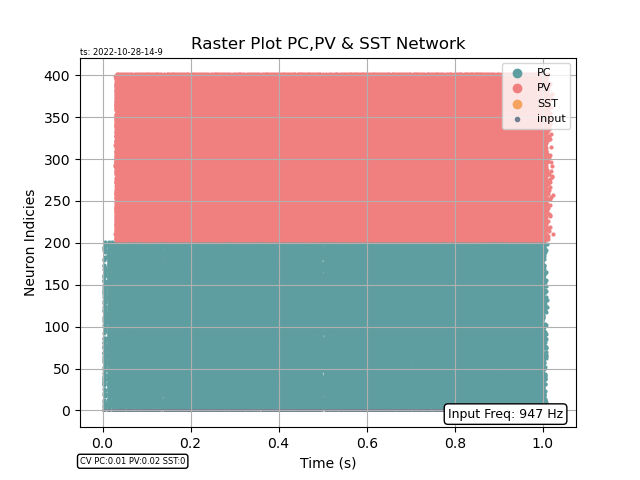 ts: 2022-10-28-14-9
Raster Plot PC,PV & SST Network
PC
PV
SST
input
400
350
300
250
200
150
100
50
0
Neuron Indicies
Input Freq: 947 Hz
0.0 0.2 0.4 0.6 0.8 1.0
Time (s)
CV PC:0.01 PV:0.02 SST:0